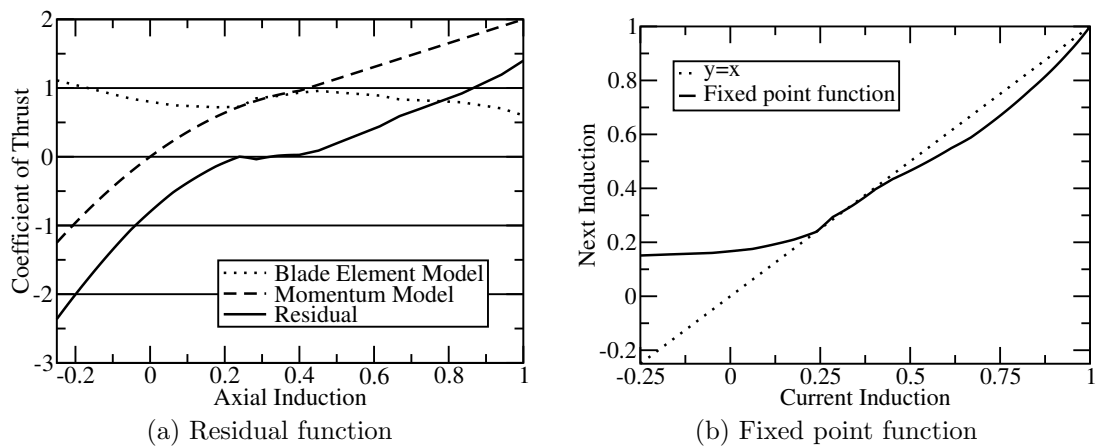 2
1
0
-1
-2
-3
-0.2 0 0.2 0.4 0.6 0.8 1
Coefficient of Thrust
Axial Induction
Blade Element Model
Momentum Model
Residual
(a) Residual function
1
0.8
0.6
0.4
0.2
0
-0.2
-0.25 0 0.25 0.5 0.75 1
Next Induction
Current Induction
y=x
Fixed point function
(b) Fixed point function